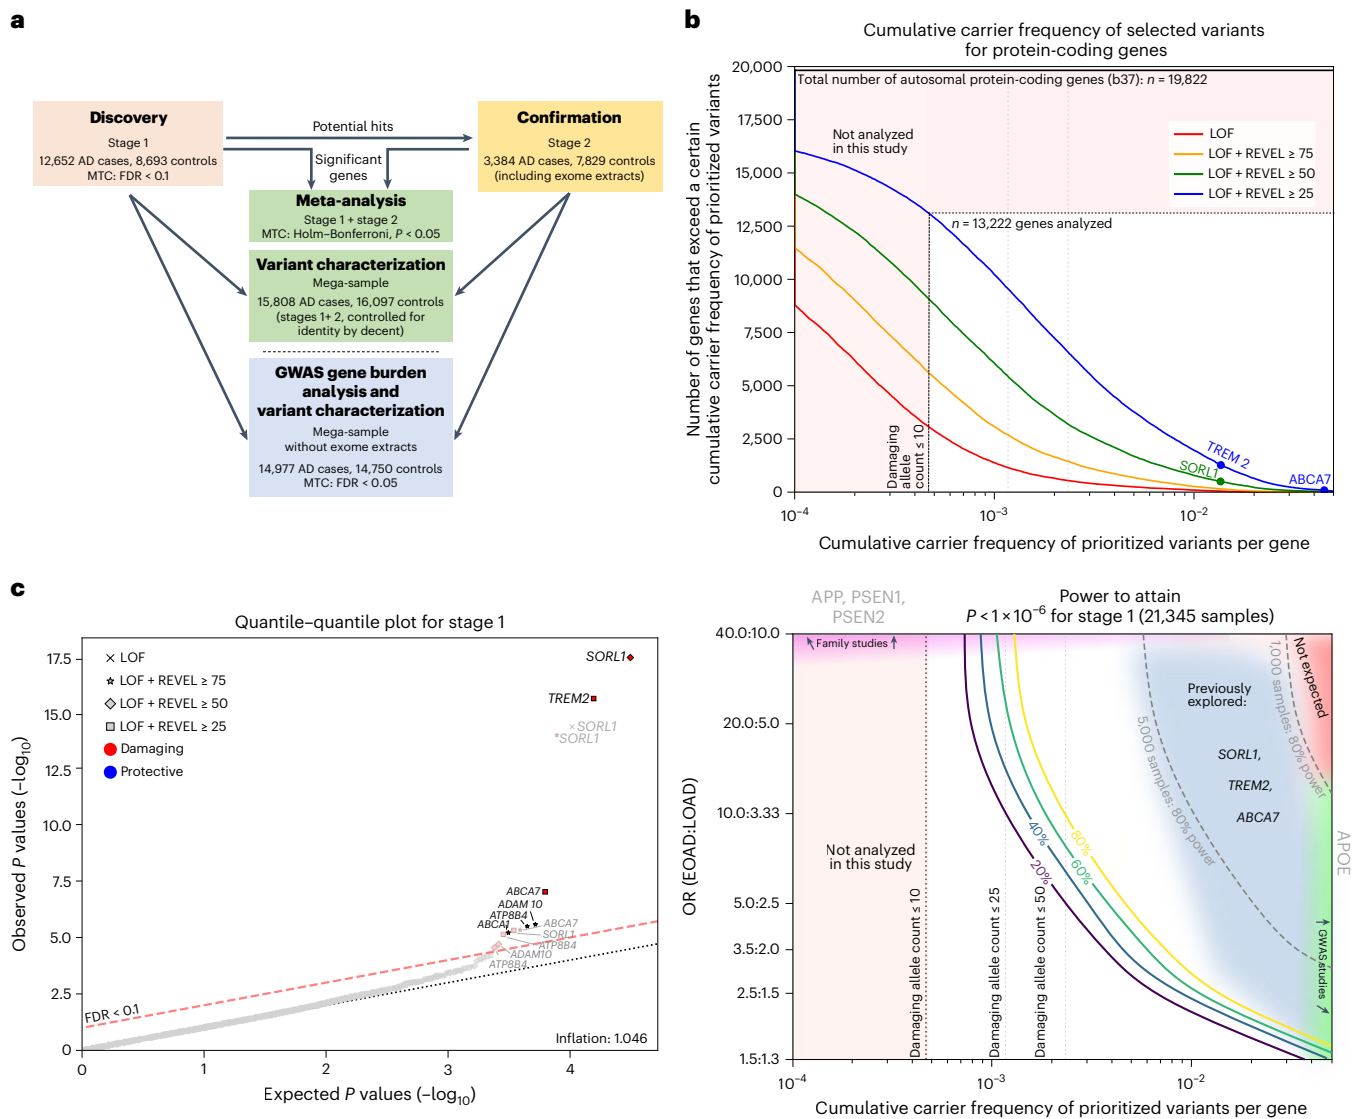 a
Discovery
Stage 1
12,652 AD cases, 8,693 controls
MTC: FDR < 0.1
Potential hits
Significant
genes
Confirmation
Stage 2
3,384 AD cases, 7,829 controls
(including exome extracts)
Meta-analysis
Stage 1 + stage 2
MTC: Holm–Bonferroni, P < 0.05
Variant characterization
Mega-sample
15,808 AD cases, 16,097 controls
(stages 1+ 2, controlled for
identity by decent)
GWAS gene burden
analysis and
variant characterization
Mega-sample
without exome extracts
14,977 AD cases, 14,750 controls
MTC: FDR < 0.05
b
Cumulative carrier frequency of selected variants
for protein-coding genes
Number of genes that exceed a certain
cumulative carrier frequency of prioritized variants
20,000
17,500
15,000
12,500
10,000
7,500
5,000
2,500
0
Total number of autosomal protein-coding genes (b37): n = 19,822
Not analyzed
in this study
LOF
LOF + REVEL ≥ 75
LOF + REVEL ≥ 50
LOF + REVEL ≥ 25
n = 13,222 genes analyzed
Damaging
allele
count ≤ 10
TREM 2
SORL1
ABCA7
10⁻⁴
10⁻³
10⁻²
Cumulative carrier frequency of prioritized variants per gene
c
Quantile–quantile plot for stage 1
Observed P values (–log₁₀)
17.5
15.0
12.5
10.0
7.5
5.0
2.5
0
LOF
LOF + REVEL ≥ 75
LOF + REVEL ≥ 50
LOF + REVEL ≥ 25
Damaging
Protective
SORL1
TREM2
SORL1
SORL1
ABCA7
ADAM 10
ATP8B4
ABCA1
ABCA7
SORL1
ATP8B4
ADAM10
ATP8B4
FDR < 0.1
Inflation: 1.046
0
1
2
3
4
Expected P values (–log₁₀)
APP, PSEN1,
PSEN2
Power to attain
P < 1 × 10⁻⁶ for stage 1 (21,345 samples)
OR (EOAD:LOAD)
40.0:10.0
20.0:5.0
10.0:3.33
5.0:2.5
3.5:2.0
2.5:1.5
1.5:1.3
Family studies
Not analyzed
in this study
Damaging allele count ≤ 10
Damaging allele count ≤ 25
Damaging allele count ≤ 50
20%
40%
60%
80%
5,000 samples: 80% power
1,000 samples: 80% power
Previously
explored:
SORL1,
TREM2,
ABCA7
Not expected
GWAS studies
APOE
10⁻⁴
10⁻³
10⁻²
Cumulative carrier frequency of prioritized variants per gene